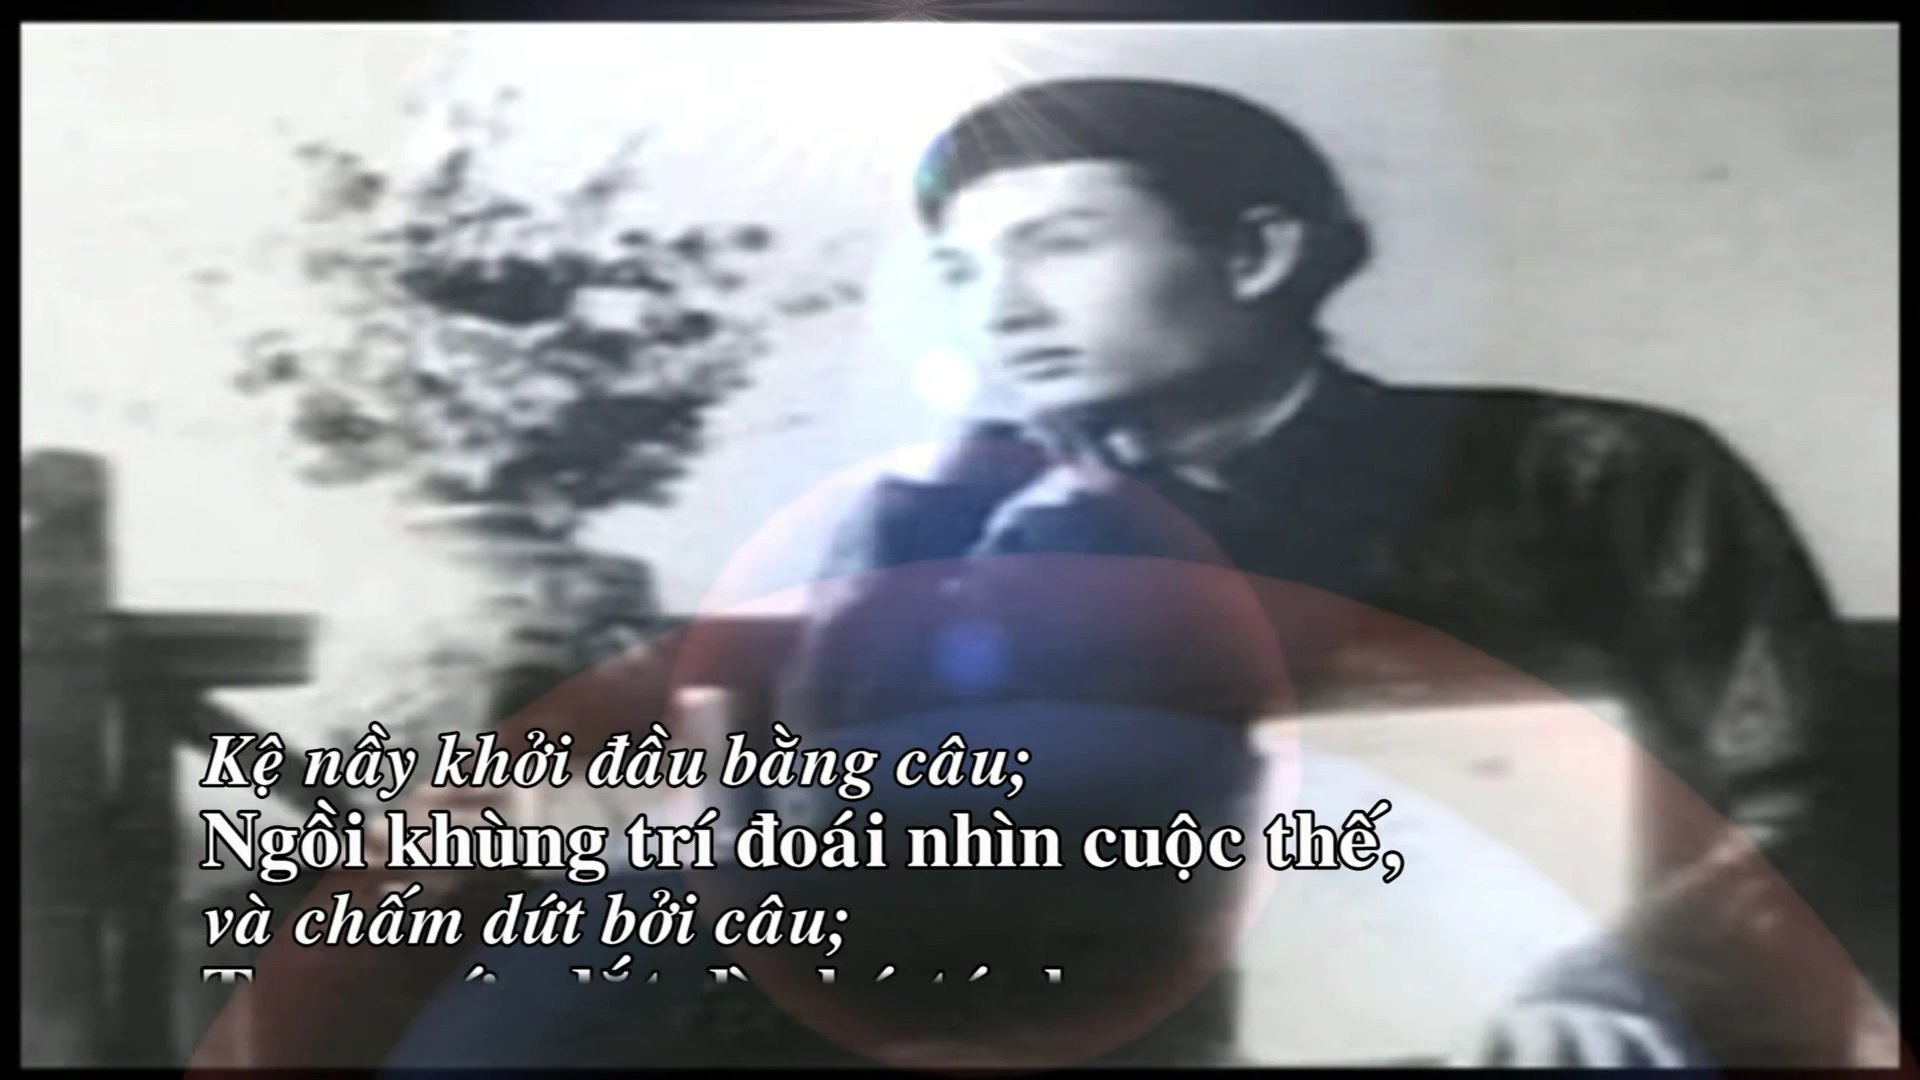 Kệ nầy khởi đầu bằng câu;
Ngồi khùng trí đoái nhìn cuộc thế,
và chấm dứt bởi câu;